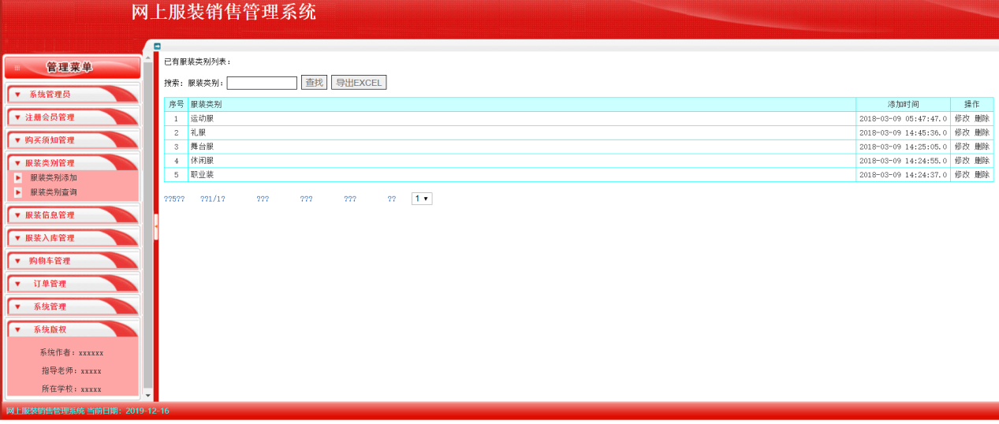 网上服装销售管理系统
管理菜单
系统管理员
注册会员管理
购买须知管理
服装类别管理
服装类别添加
服装类别查询
服装信息管理
服装入库管理
购物车管理
订单管理
系统管理
系统版权
系统作者：xxxxxx
指导老师：xxxxx
所在学校：xxxxx
已有服装类别列表：
搜索：服装类别： 查找 导出EXCEL
序号 服装类别 添加时间 操作
1 运动服 2018-03-09 05:47:47.0 修改 删除
2 礼服 2018-03-09 14:45:36.0 修改 删除
3 舞台服 2018-03-09 14:25:05.0 修改 删除
4 休闲服 2018-03-09 14:24:55.0 修改 删除
5 职业装 2018-03-09 14:24:37.0 修改 删除
??5?? ??1/1? ??? ??? ??? ?? 1
网上服装销售管理系统 当前日期：2019-12-16